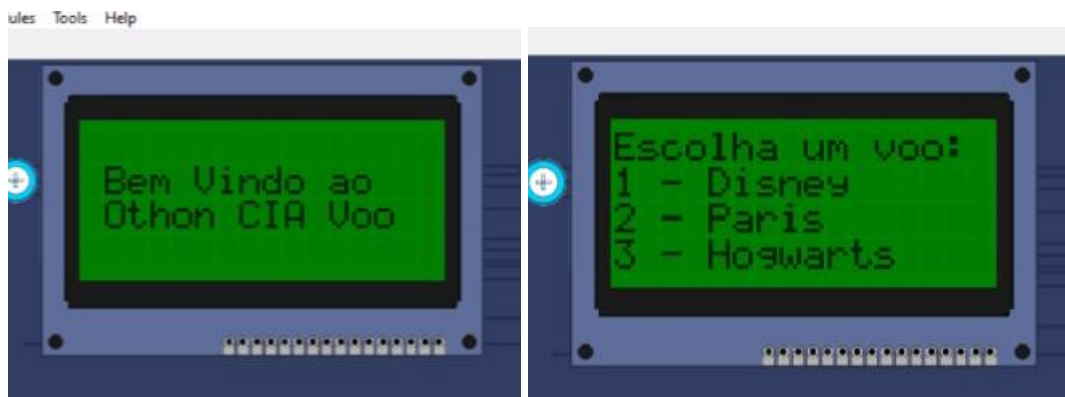 ules Tools Help
Bem Vindo ao
Othon CIA Voo
Escolha um voo:
1 - Disney
2 - Paris
3 - Hogwarts